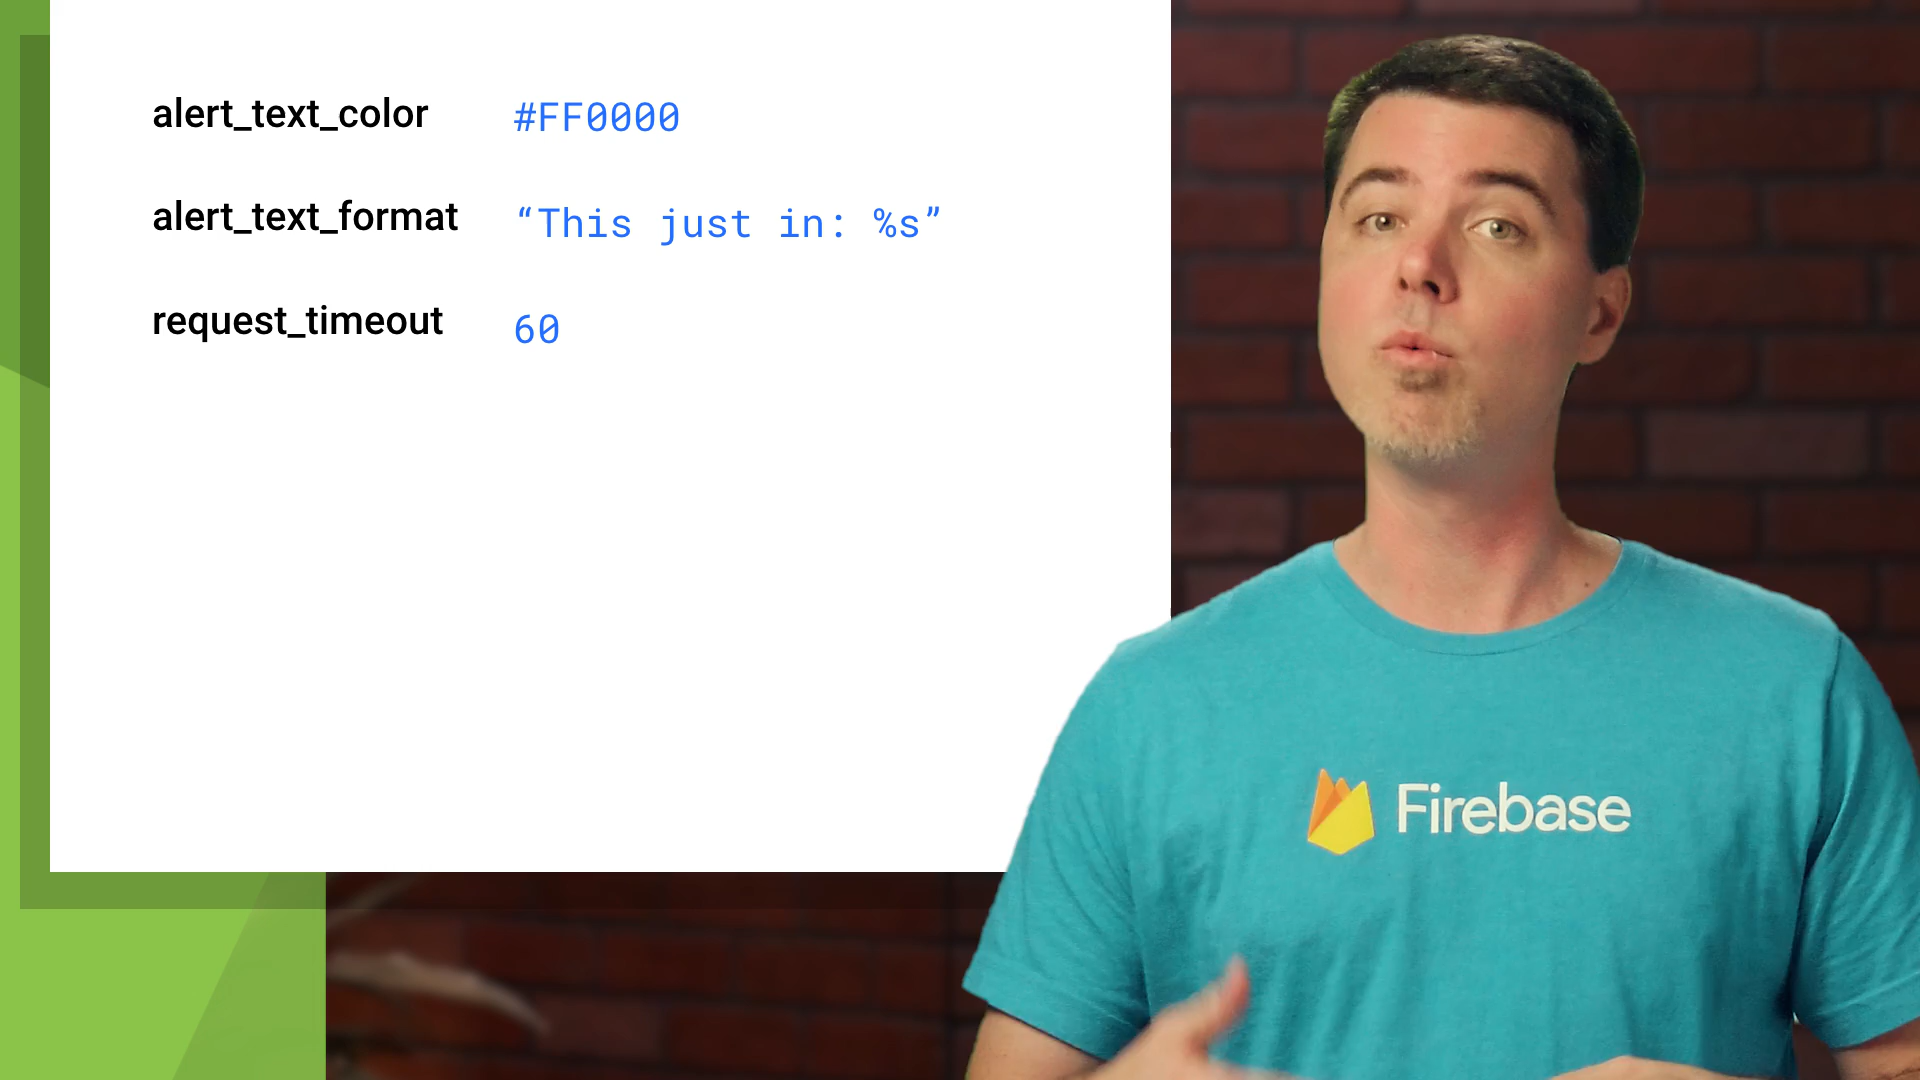 alert_text_color #FF0000
alert_text_format “This just in: %s”
request_timeout 60
Firebase